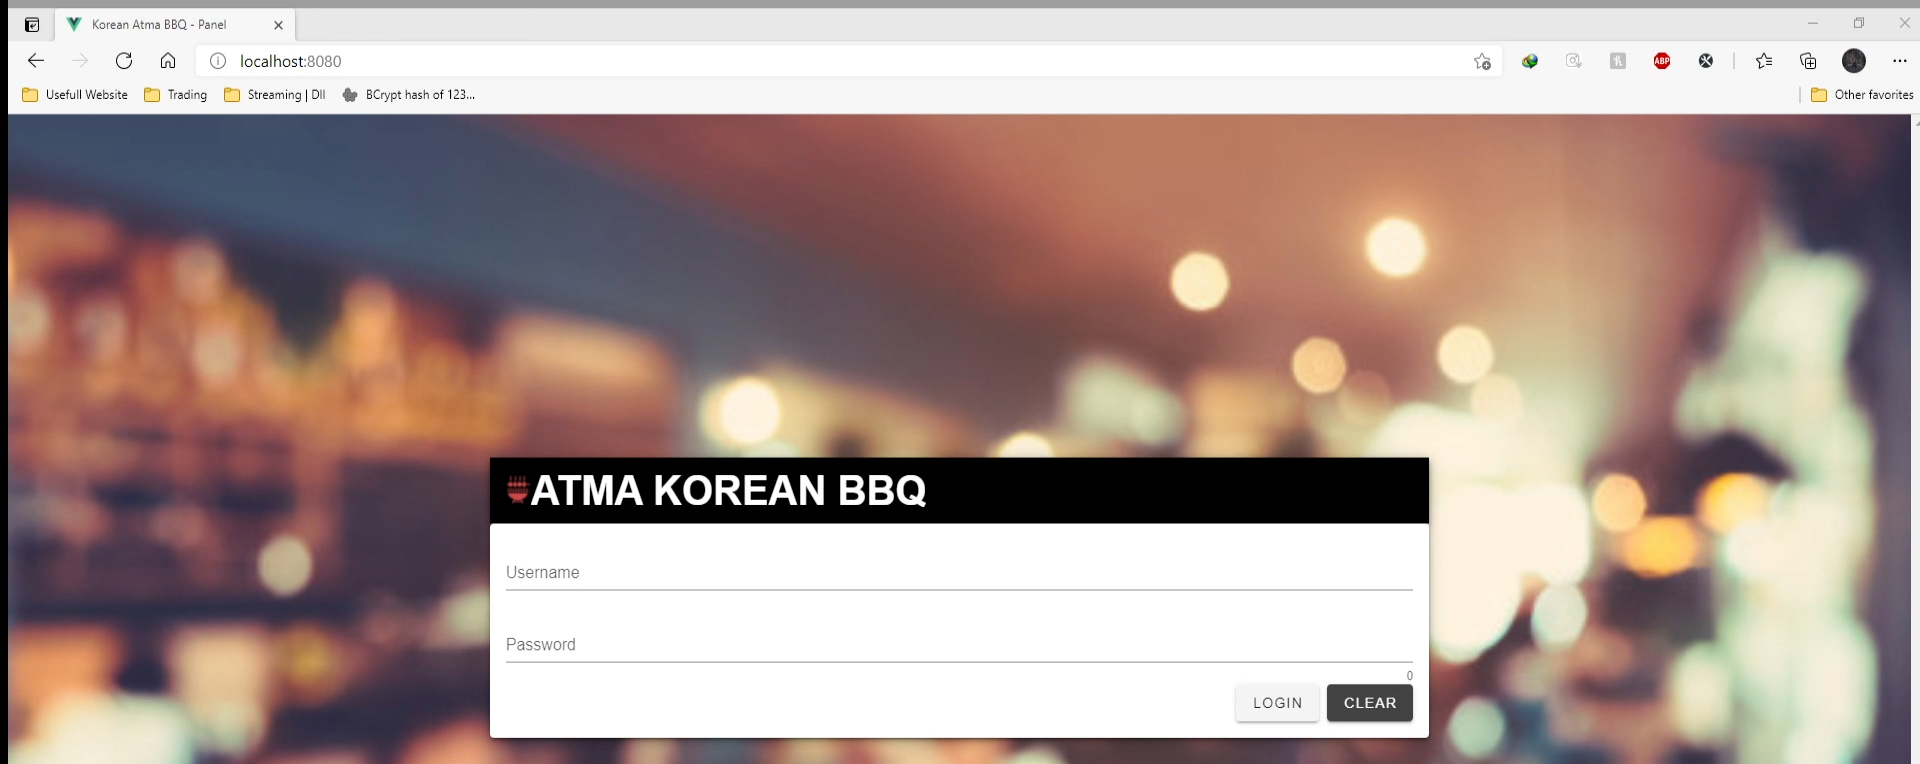 Korean Atma BBQ - Panel
localhost:8080
Usefull Website
Trading
Streaming | Dll
BCrypt hash of 123...
Other favorites
ABP
ATMA KOREAN BBQ
Username
Password
0
LOGIN
CLEAR